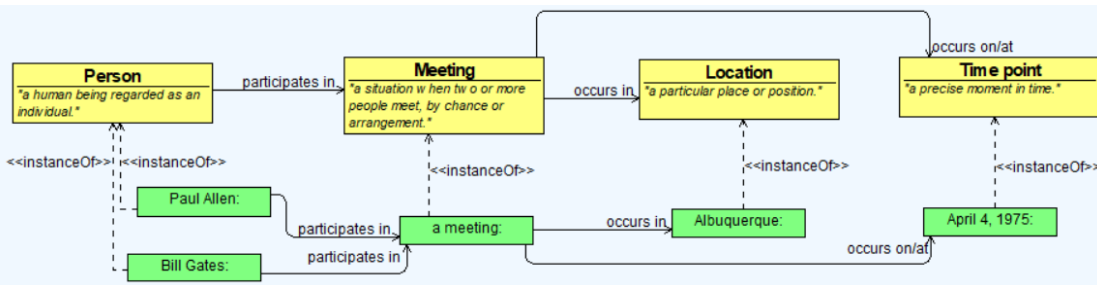 occurs on/at
Person
"a human being regarded as an
individual."
participates in
Meeting
"a situation w hen tw o or more
people meet, by chance or
arrangement."
occurs in
Location
"a particular place or position."
Time point
"a precise moment in time."
<<instanceOf>>
<<instanceOf>>
<<instanceOf>>
<<instanceOf>>
<<instanceOf>>
Paul Allen:
participates in
a meeting:
occurs in
Albuquerque:
April 4, 1975:
Bill Gates:
participates in
occurs on/at